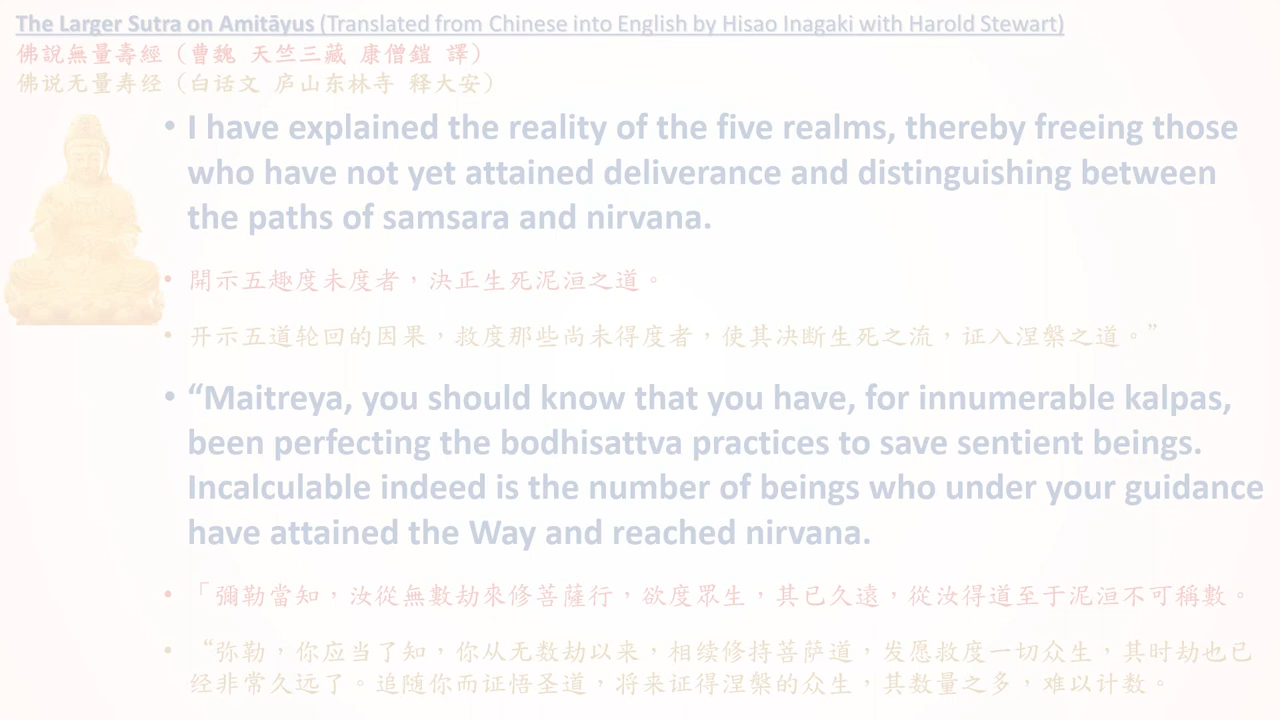 The Larger Sutra on Amitāyus (Translated from Chinese into English by Hisao Inagaki with Harold Stewart)
佛說無量壽經（曹魏 天竺三藏 康僧鎧 譯）
佛说无量寿经（白话文 庐山东林寺 释大安）
• I have explained the reality of the five realms, thereby freeing those
who have not yet attained deliverance and distinguishing between
the paths of samsara and nirvana.
• 開示五趣度未度者，決正生死泥洹之道。
• 开示五道轮回的因果，救度那些尚未得度者，使其决断生死之流，证入涅槃之道。”
• “Maitreya, you should know that you have, for innumerable kalpas,
been perfecting the bodhisattva practices to save sentient beings.
Incalculable indeed is the number of beings who under your guidance
have attained the Way and reached nirvana.
• 「彌勒當知，汝從無數劫來修菩薩行，欲度眾生，其已久遠，從汝得道至于泥洹不可稱數。
• “弥勒，你应当了知，你从无数劫以来，相续修持菩萨道，发愿救度一切众生，其时劫也已
经非常久远了。追随你而证悟圣道，将来证得涅槃的众生，其数量之多，难以计数。